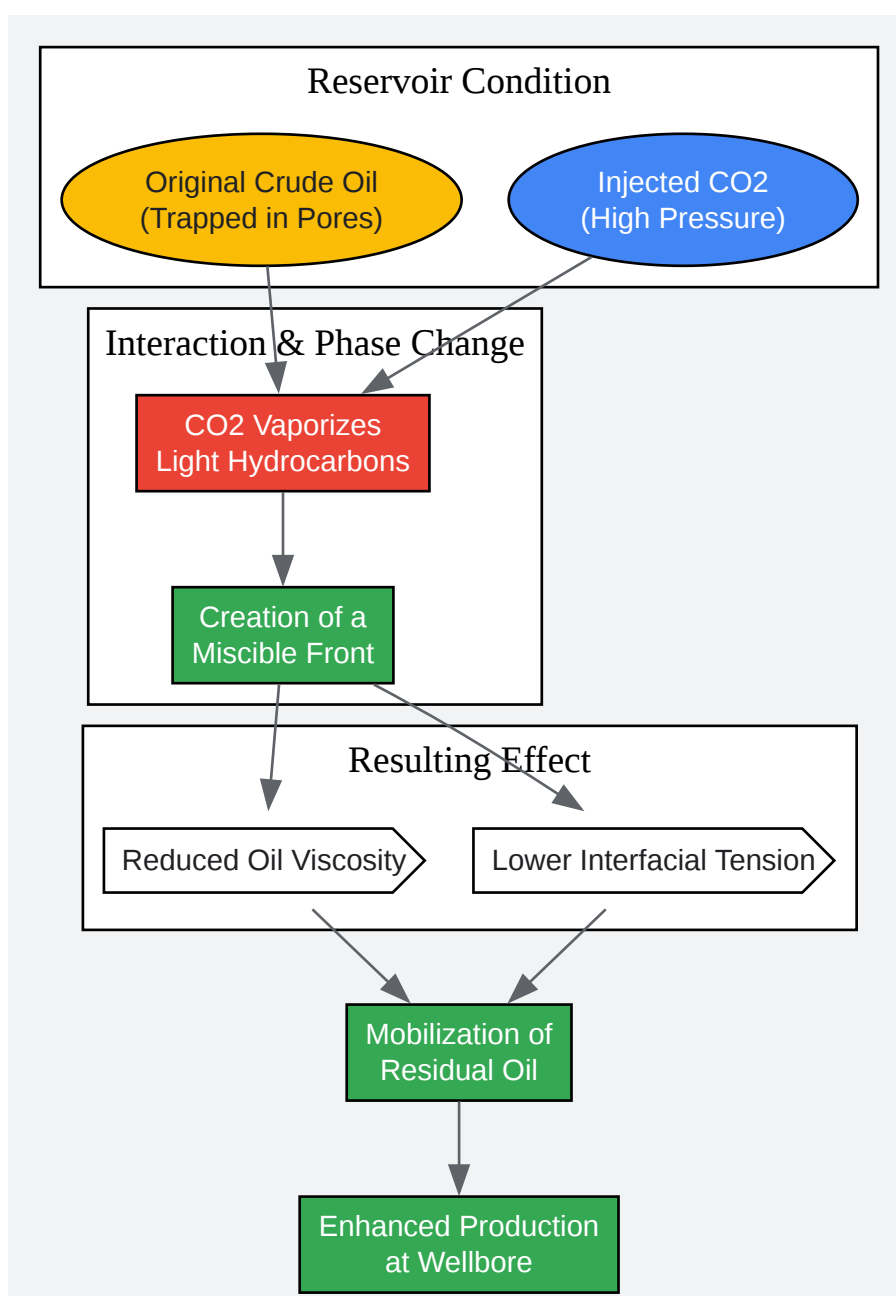 Reservoir Condition
Original Crude Oil
(Trapped in Pores)
Injected CO2
(High Pressure)
Interaction & Phase Change
CO2 Vaporizes
Light Hydrocarbons
Creation of a
Miscible Front
Resulting Effect
Reduced Oil Viscosity
Lower Interfacial Tension
Mobilization of
Residual Oil
Enhanced Production
at Wellbore